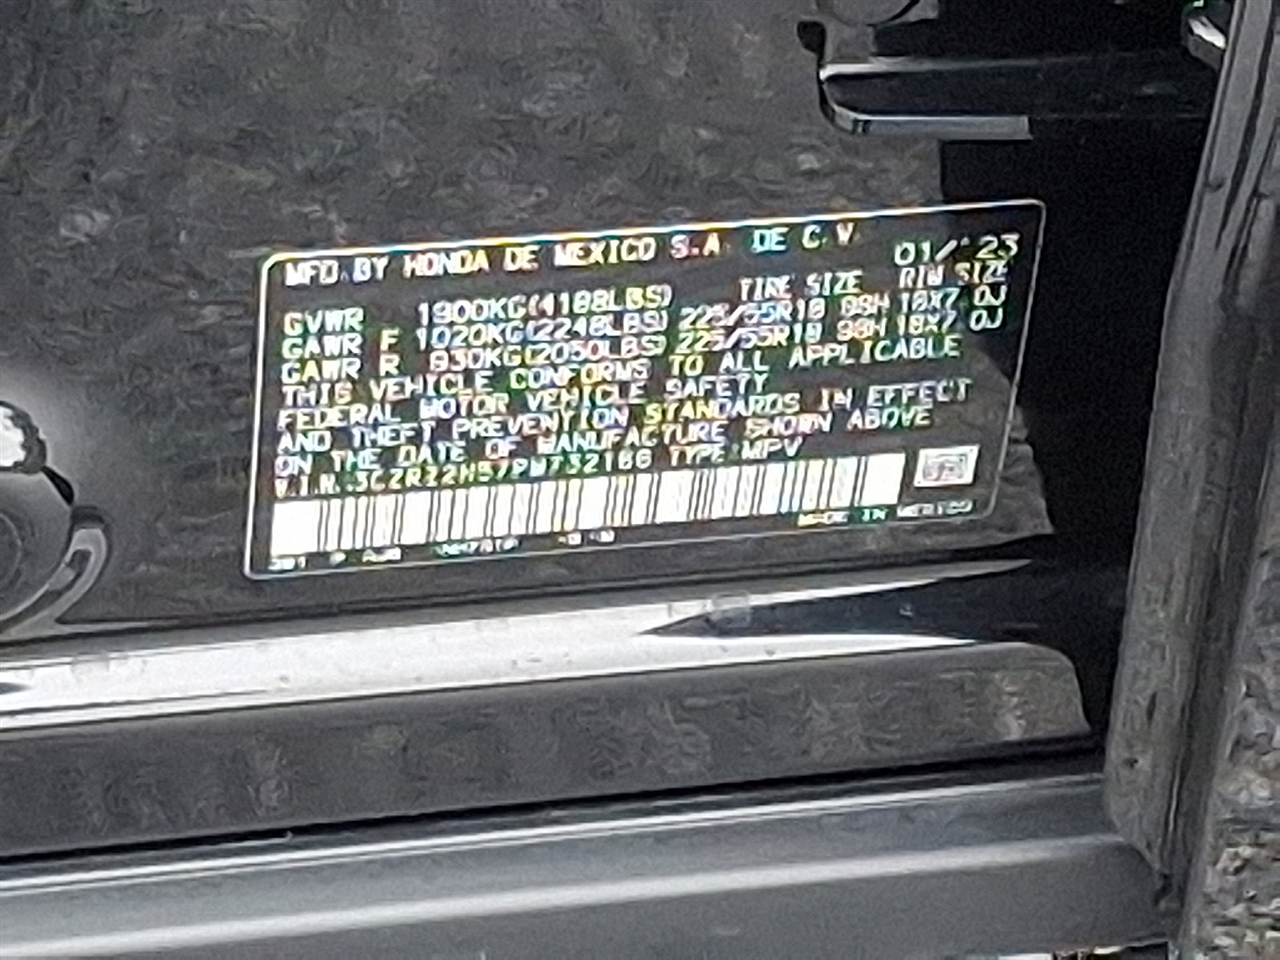 MFD. BY HONDA DE MEXICO S.A. DE C.V. 01/'23
TIRE SIZE RIM SIZE
GVWR 1900KG(4188LBS)
GAWR F 1020KG(2248LBS) 225/55R18 98H 18X7.0J
GAWR R 930KG(2050LBS) 225/55R18 98H 18X7.0J
THIS VEHICLE CONFORMS TO ALL APPLICABLE
FEDERAL MOTOR VEHICLE SAFETY
AND THEFT PREVENTION STANDARDS IN EFFECT
ON THE DATE OF MANUFACTURE SHOWN ABOVE
V.I.N.:3CZRZ2H57PM732166 TYPE:MPV
MADE IN MEXICO